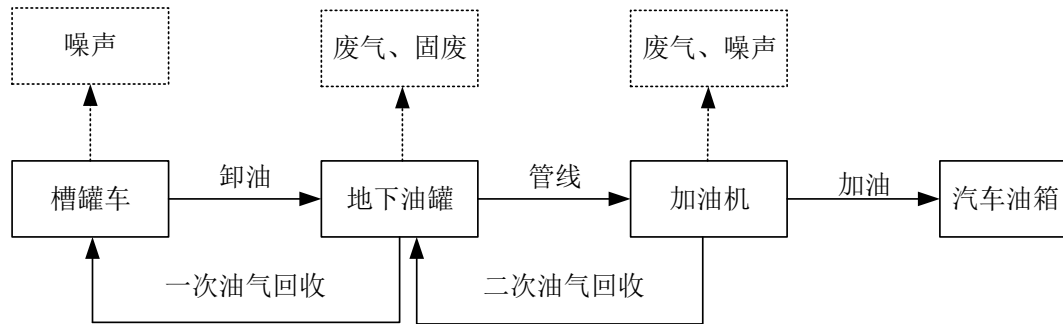 噪声
废气、固废
废气、噪声
槽罐车
卸油
地下油罐
管线
加油机
加油
汽车油箱
一次油气回收
二次油气回收